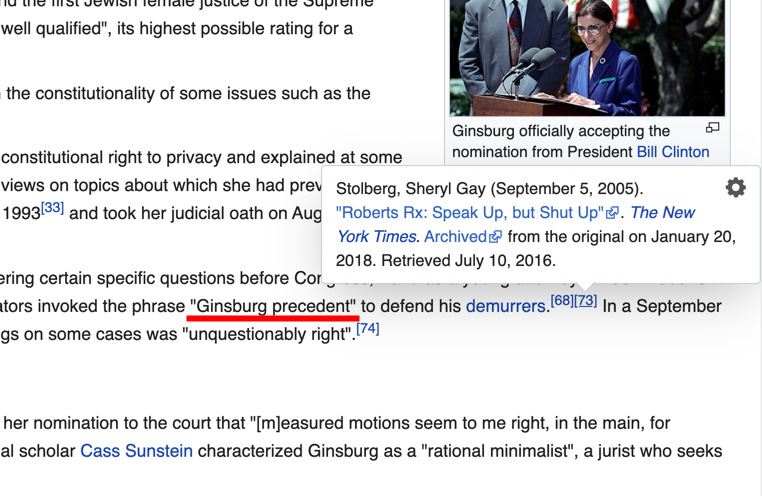 nd the first Jewish female justice of the Supreme
well qualified", its highest possible rating for a
n the constitutionality of some issues such as the
Ginsburg officially accepting the
nomination from President Bill Clinton
constitutional right to privacy and explained at some
views on topics about which she had prev
1993[33] and took her judicial oath on Aug
Stolberg, Sheryl Gay (September 5, 2005).
"Roberts Rx: Speak Up, but Shut Up". The New
York Times. Archived from the original on January 20,
2018. Retrieved July 10, 2016.
ering certain specific questions before Con
ators invoked the phrase "Ginsburg precedent" to defend his demurrers.[68][73] In a September
gs on some cases was "unquestionably right".[74]
her nomination to the court that "[m]easured motions seem to me right, in the main, for
al scholar Cass Sunstein characterized Ginsburg as a "rational minimalist", a jurist who seeks